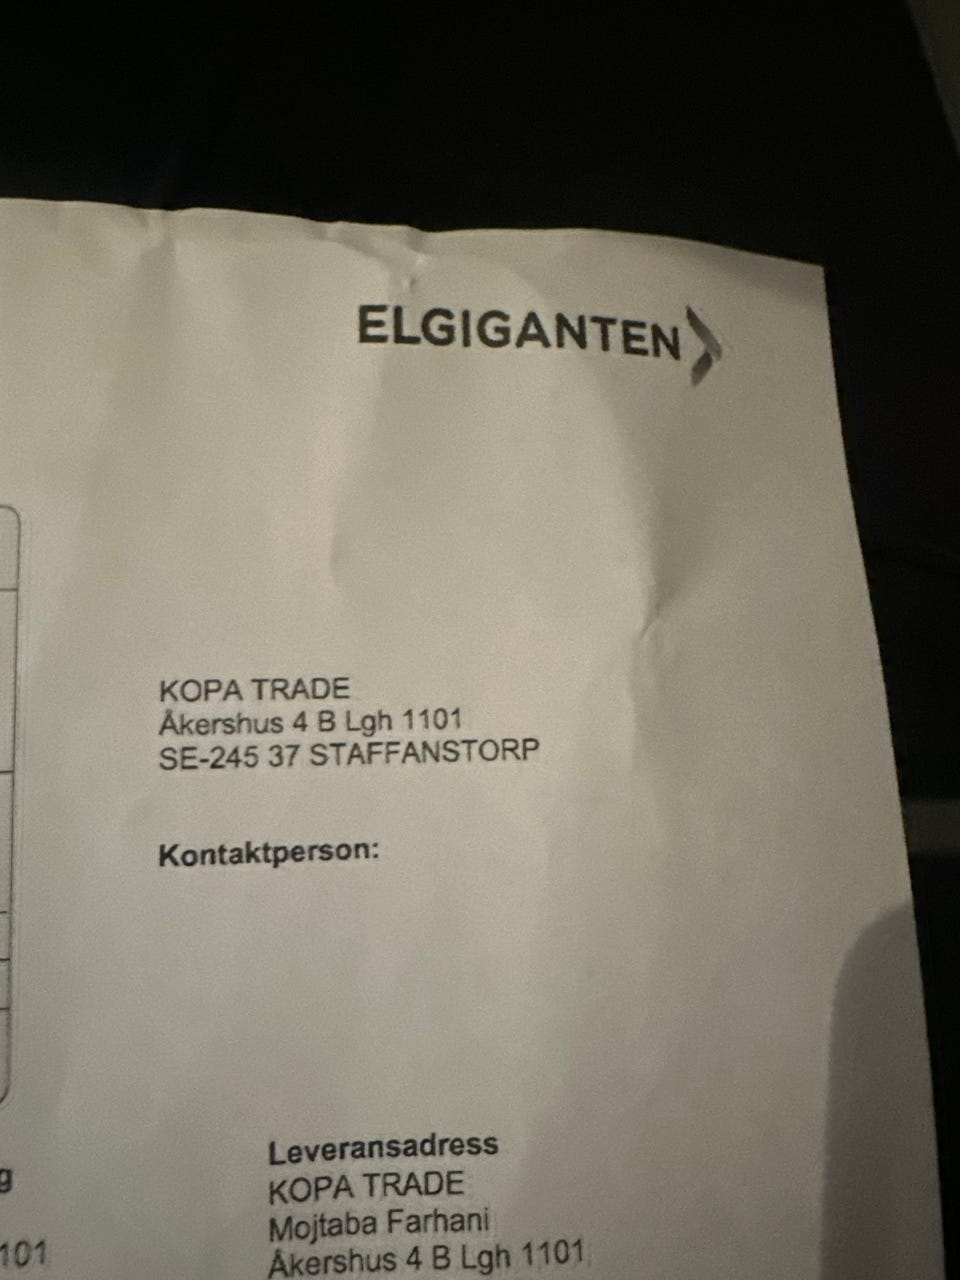 ELGIGANTEN
KOPA TRADE
Åkershus 4 B Lgh 1101
SE-245 37 STAFFANSTORP
Kontaktperson:
Leveransadress
g
KOPA TRADE
Mojtaba Farhani
101
Åkershus 4 B Lgh 1101